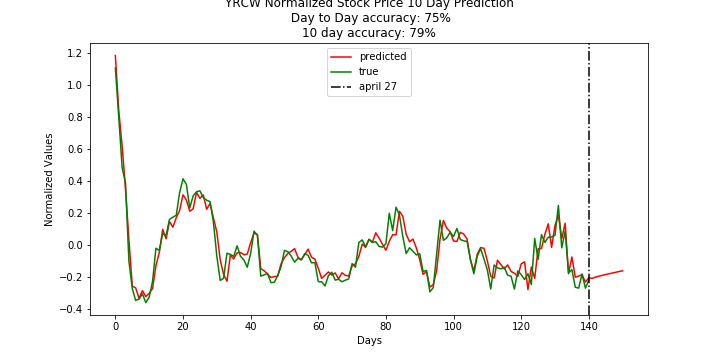 YRCW Normalized Stock Price 10 Day Prediction
Day to Day accuracy: 75%
10 day accuracy: 79%
predicted
true
april 27
Normalized Values
1.2
1.0
0.8
0.6
0.4
0.2
0.0
−0.2
−0.4
0 20 40 60 80 100 120 140
Days